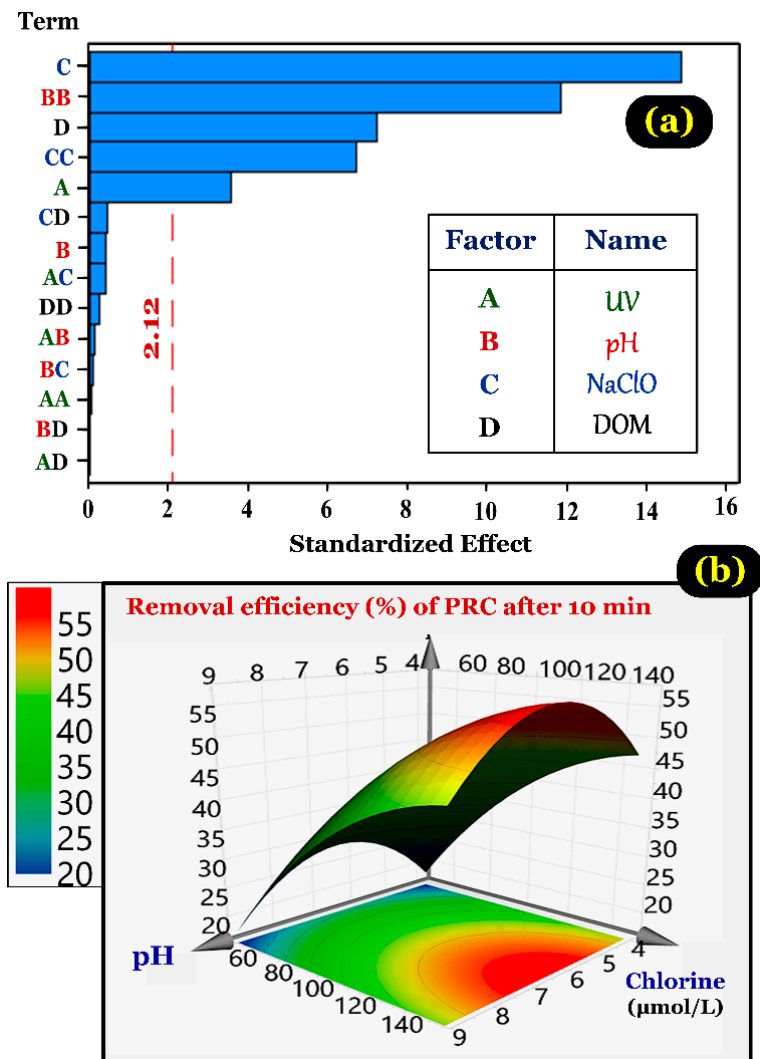 Term
(a)
C
BB
D
CC
A
CD
B
AC
DD
AB
BC
AA
BD
AD
2.12
Factor Name
A UV
B pH
C NaClO
D DOM
0 2 4 6 8 10 12 14 16
Standardized Effect
(b)
Removal efficiency (%) of PRC after 10 min
55
50
45
40
35
30
25
20
9 8 7 6 5 4 60 80 100 120 140
55
50
45
40
35
30
25
20
55
50
45
40
35
30
25
20
pH
60 80 100 120 140
9 8 7 6 5 4
Chlorine
(µmol/L)